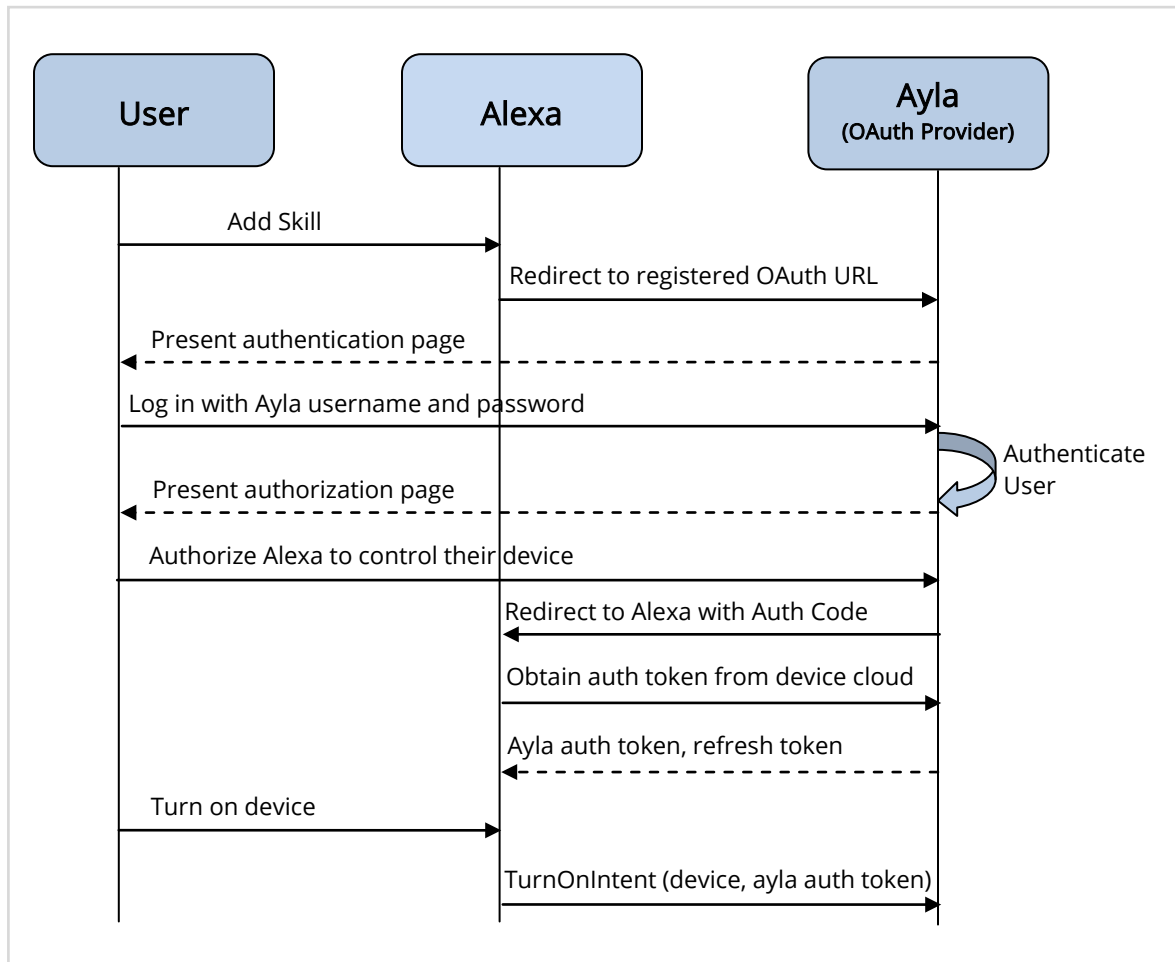 User
Alexa
Ayla
(OAuth Provider)
Add Skill
Redirect to registered OAuth URL
Present authentication page
Log in with Ayla username and password
Authenticate
User
Present authorization page
Authorize Alexa to control their device
Redirect to Alexa with Auth Code
Obtain auth token from device cloud
Ayla auth token, refresh token
Turn on device
TurnOnIntent (device, ayla auth token)